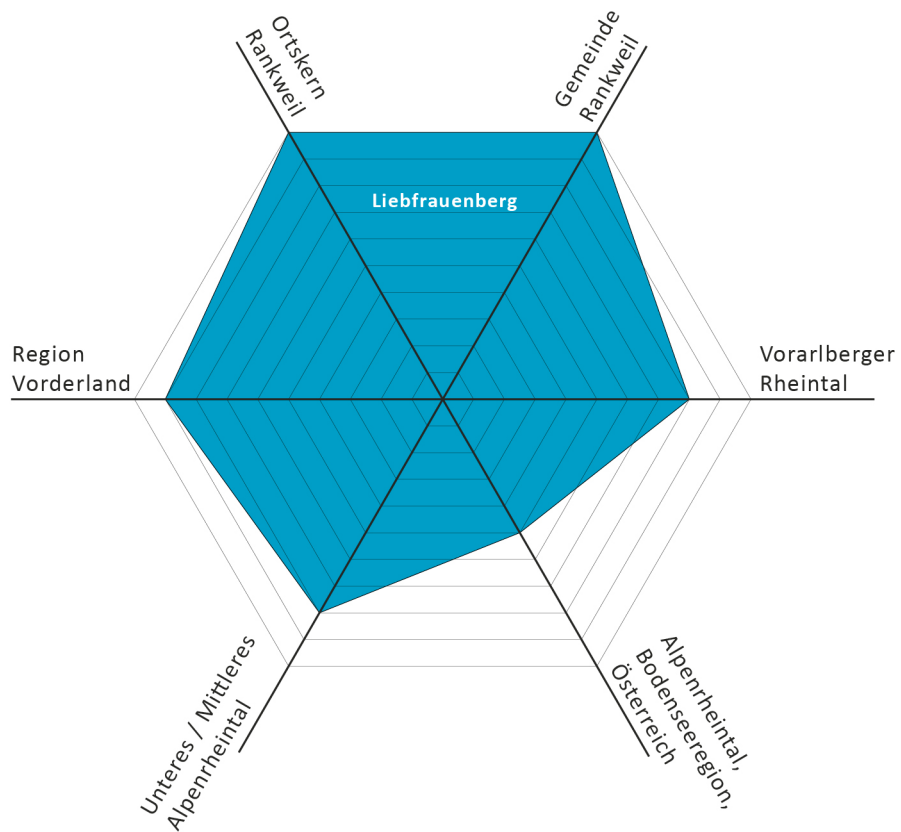 Ortskern
Rankweil
Gemeinde
Rankweil
Liebfrauenberg
Region
Vorderland
Vorarlberger
Rheintal
Unteres / Mittleres
Alpenrheintal
Alpenrheintal,
Bodenseeregion,
Österreich